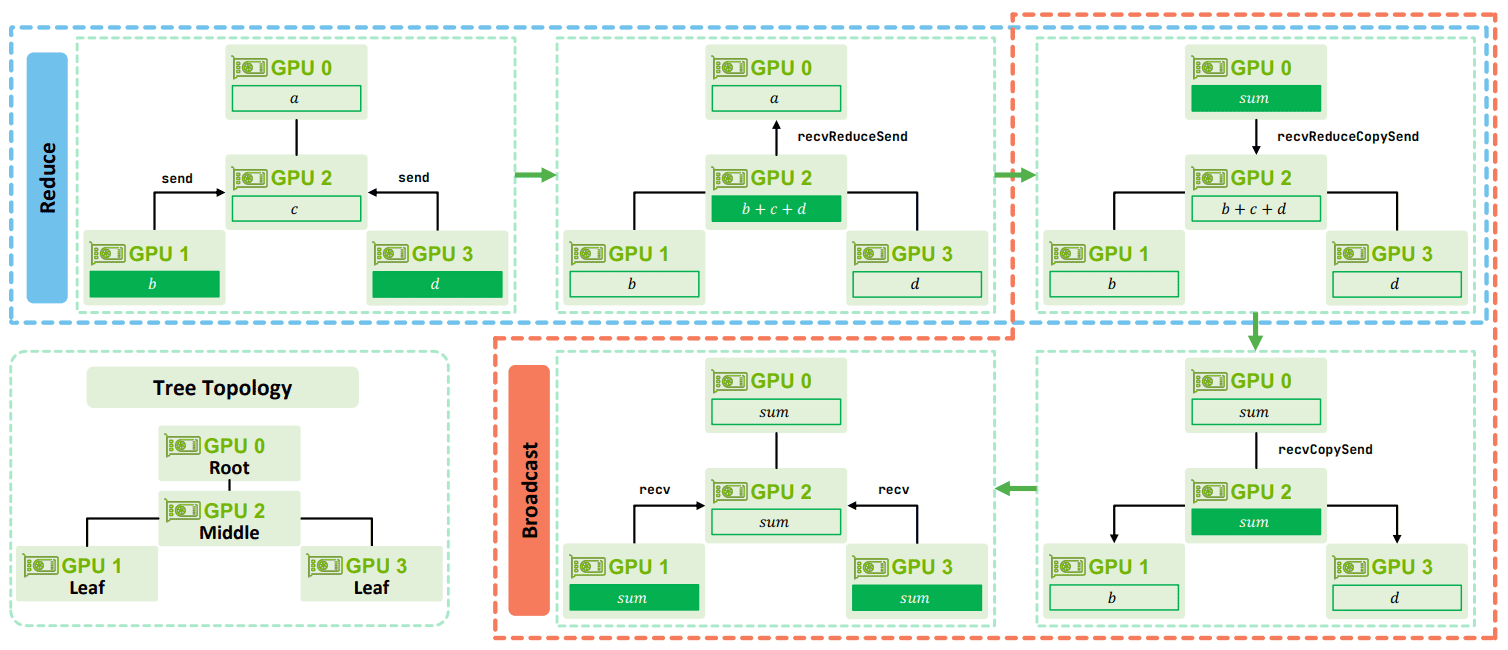 Reduce
GPU 0
a
send
GPU 2
send
c
GPU 1
b
GPU 3
d
GPU 0
a
recvReduceSend
GPU 2
b + c + d
GPU 1
b
GPU 3
d
GPU 0
sum
recvReduceCopySend
GPU 2
b + c + d
GPU 1
b
GPU 3
d
Tree Topology
GPU 0
Root
GPU 2
Middle
GPU 1
Leaf
GPU 3
Leaf
Broadcast
GPU 0
sum
recv
GPU 2
recv
sum
GPU 1
sum
GPU 3
sum
GPU 0
sum
recvCopySend
GPU 2
sum
GPU 1
b
GPU 3
d